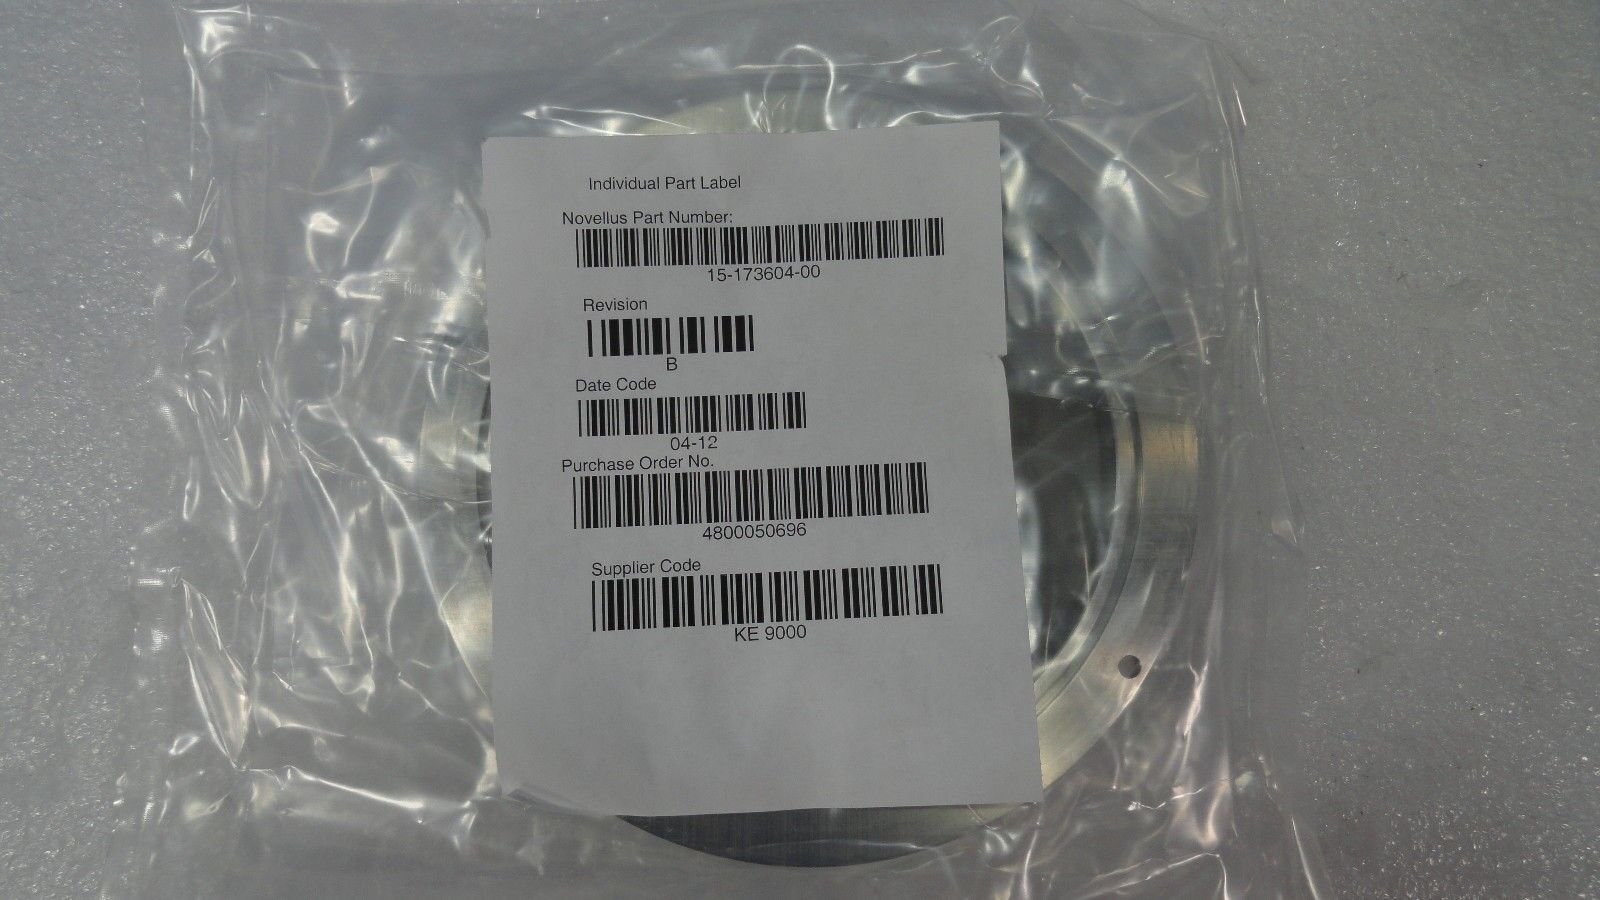 Individual Part Label
Novellus Part Number:
15-173604-00
Revision
B
Date Code
04-12
Purchase Order No.
4800050696
Supplier Code
KE 9000